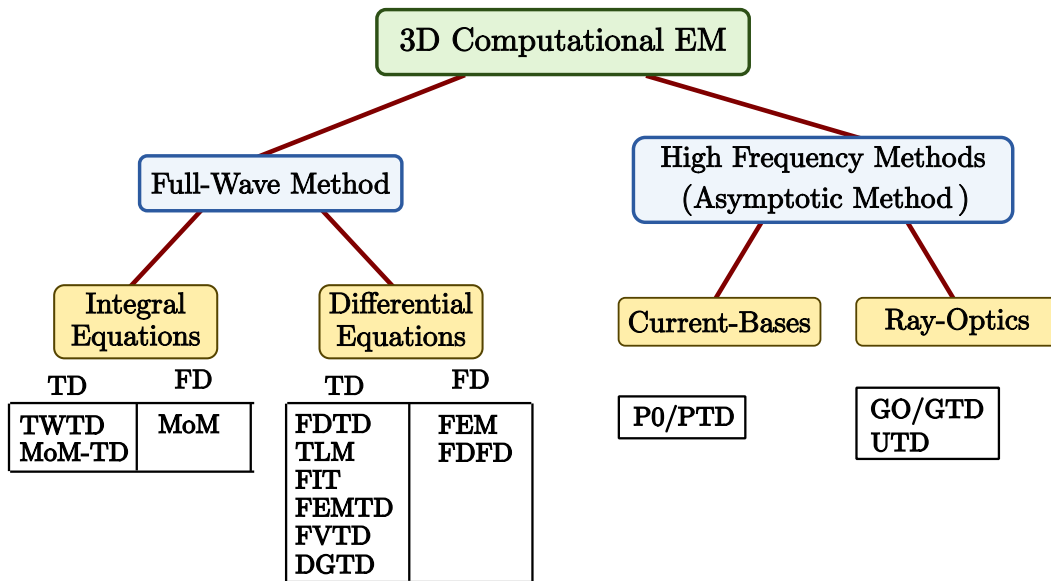 3D Computational EM
Full-Wave Method
High Frequency Methods
(Asymptotic Method)
Integral
Equations
Differential
Equations
Current-Bases
Ray-Optics
TD
FD
TWTD
MoM-TD
MoM
TD
FD
FDTD
TLM
FIT
FEMTD
FVTD
DGTD
FEM
FDFD
P0/PTD
GO/GTD
UTD